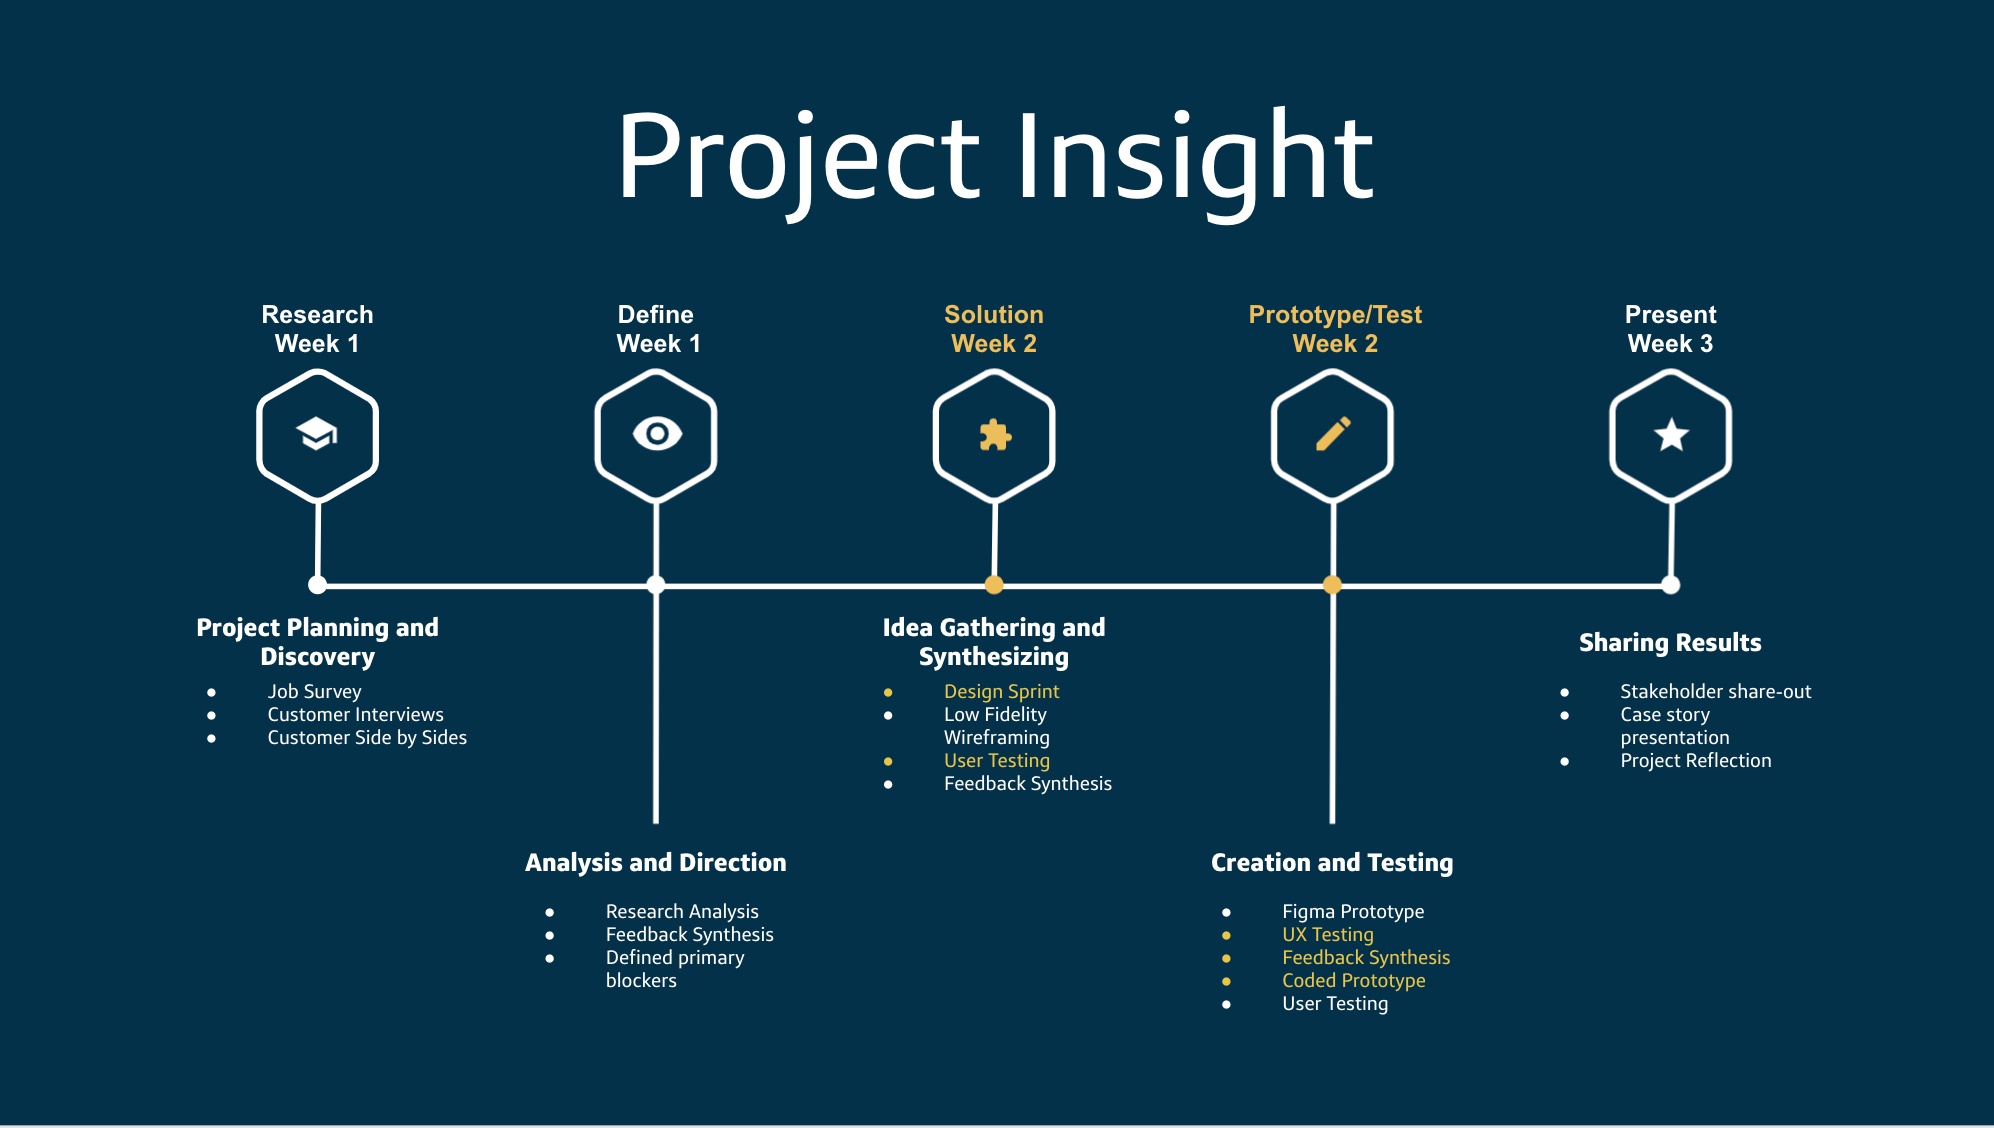 Project Insight
Research
Week 1
Define
Week 1
Solution
Week 2
Prototype/Test
Week 2
Present
Week 3
Project Planning and
Discovery
● Job Survey
● Customer Interviews
● Customer Side by Sides
Analysis and Direction
● Research Analysis
● Feedback Synthesis
● Defined primary
blockers
Idea Gathering and
Synthesizing
● Design Sprint
● Low Fidelity
Wireframing
● User Testing
● Feedback Synthesis
Creation and Testing
● Figma Prototype
● UX Testing
● Feedback Synthesis
● Coded Prototype
● User Testing
Sharing Results
● Stakeholder share-out
● Case story
presentation
● Project Reflection